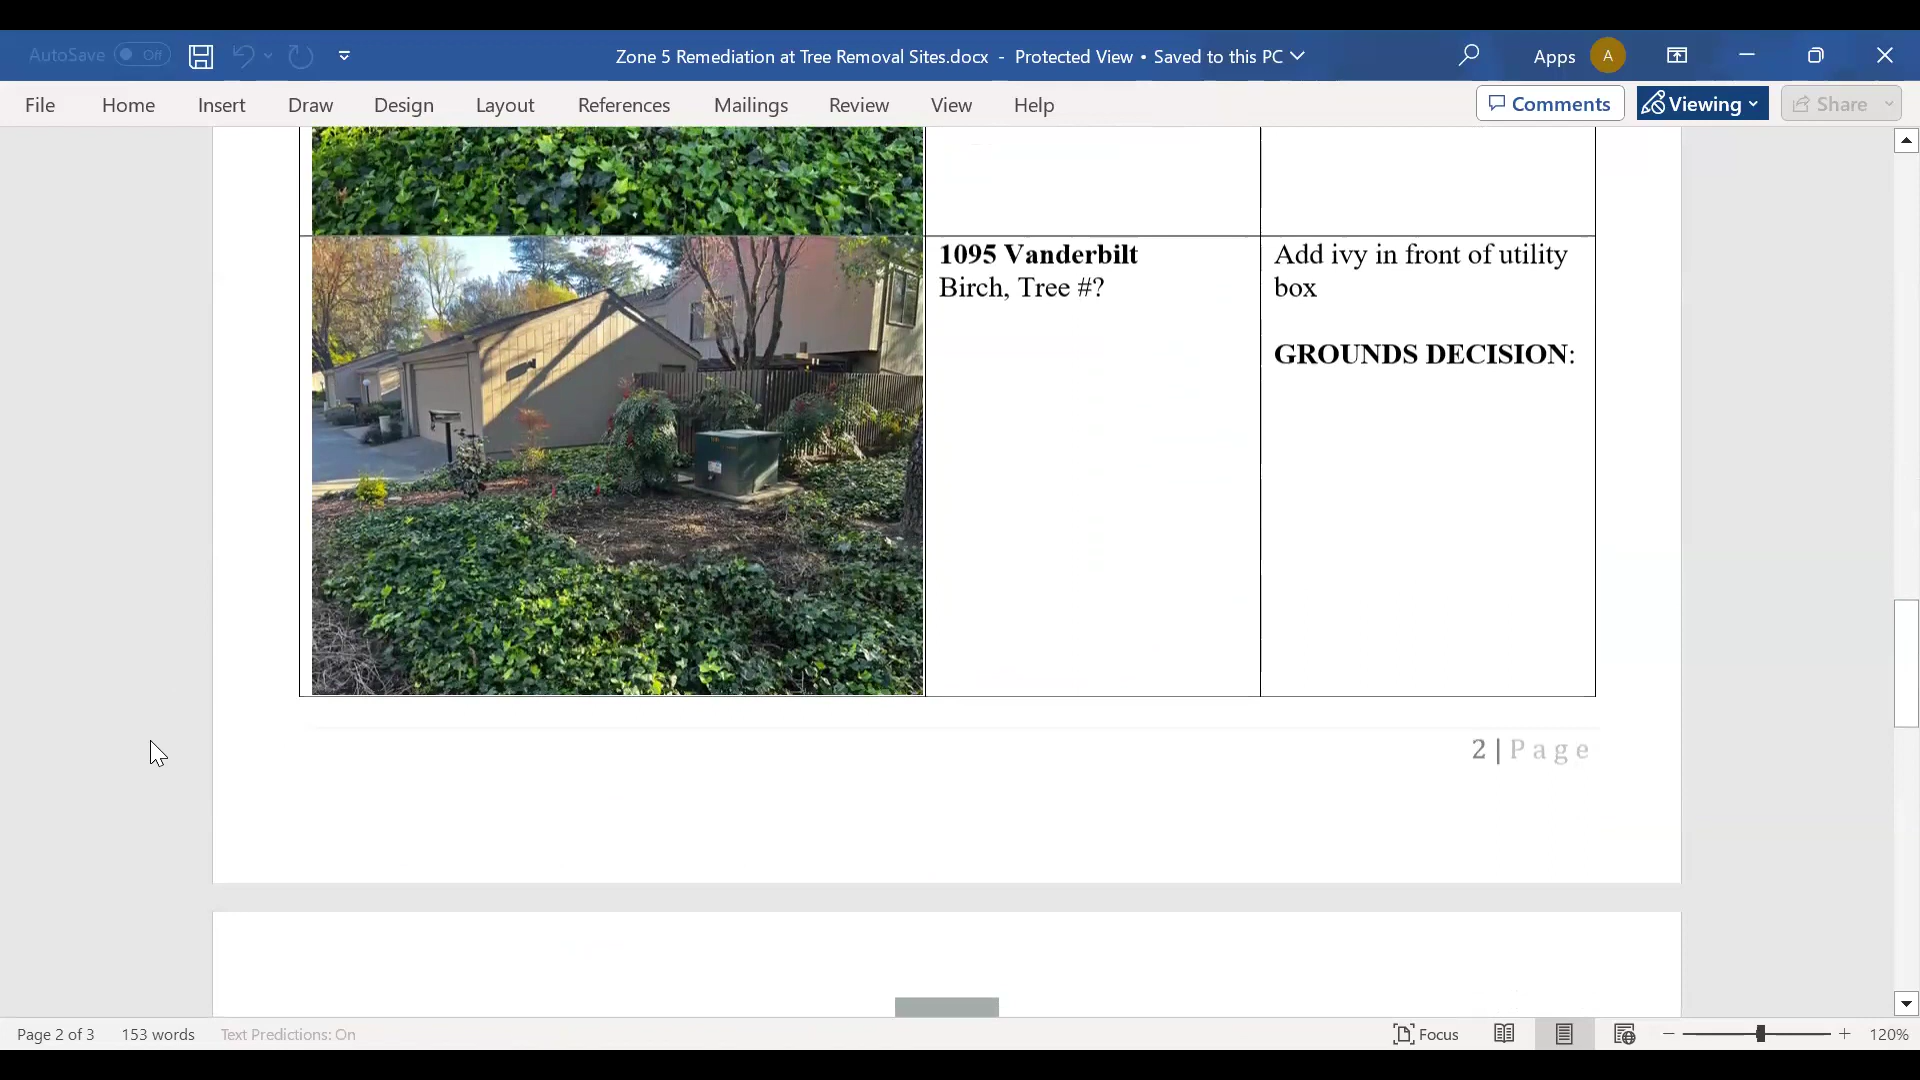 AutoSave Off
Zone 5 Remediation at Tree Removal Sites.docx - Protected View • Saved to this PC
Apps A
File Home Insert Draw Design Layout References Mailings Review View Help
Comments Viewing Share
1095 Vanderbilt
Birch, Tree #?
Add ivy in front of utility
box
GROUNDS DECISION:
2 | Page
Page 2 of 3 153 words Text Predictions: On
Focus 120%